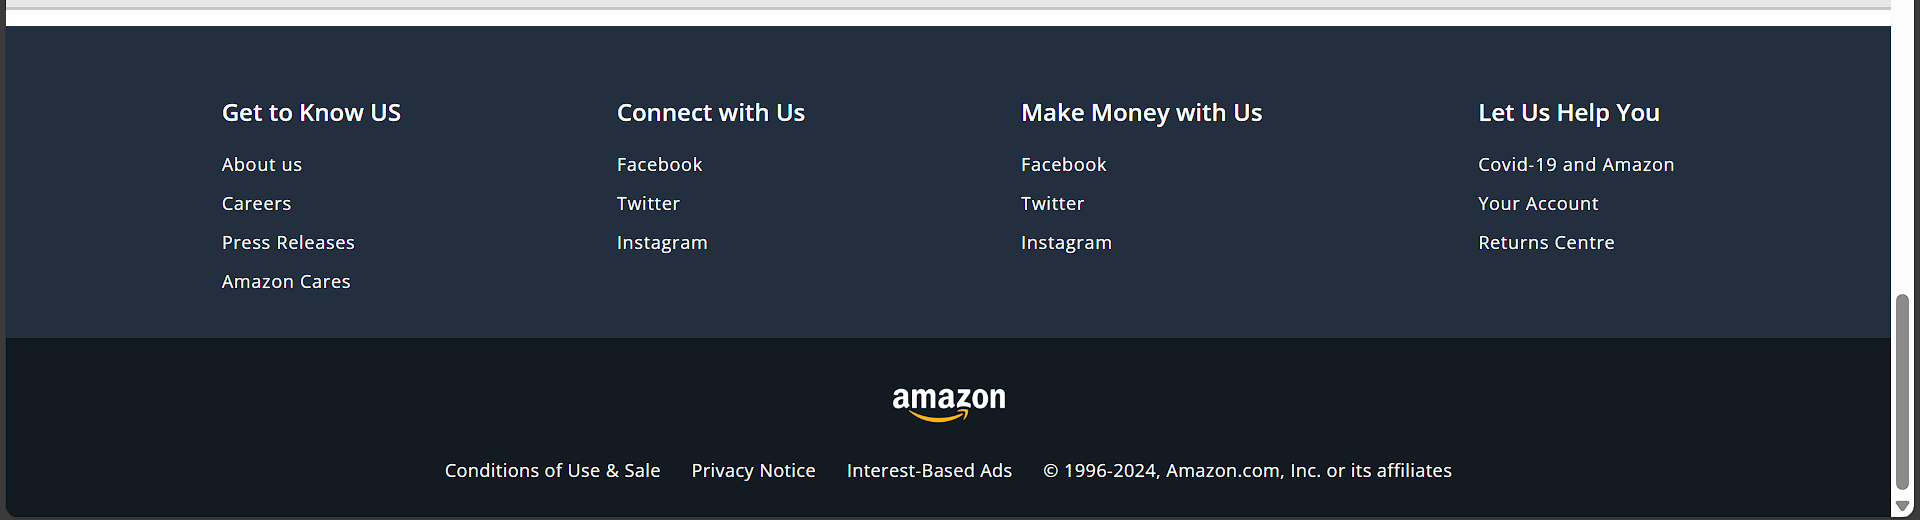 Get to Know US
About us
Careers
Press Releases
Amazon Cares
Connect with Us
Facebook
Twitter
Instagram
Make Money with Us
Facebook
Twitter
Instagram
Let Us Help You
Covid-19 and Amazon
Your Account
Returns Centre
amazon
Conditions of Use & Sale Privacy Notice Interest-Based Ads © 1996-2024, Amazon.com, Inc. or its affiliates